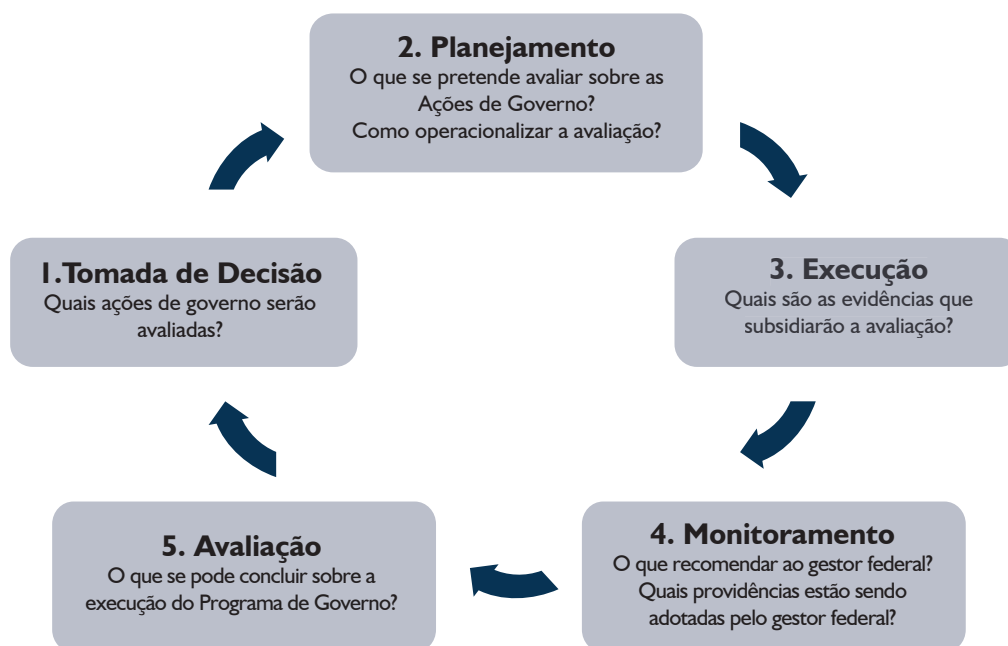 2. Planejamento
O que se pretende avaliar sobre as
Ações de Governo?
Como operacionalizar a avaliação?
1.Tomada de Decisão
Quais ações de governo serão
avaliadas?
3. Execução
Quais são as evidências que
subsidiarão a avaliação?
5. Avaliação
O que se pode concluir sobre a
execução do Programa de Governo?
4. Monitoramento
O que recomendar ao gestor federal?
Quais providências estão sendo
adotadas pelo gestor federal?